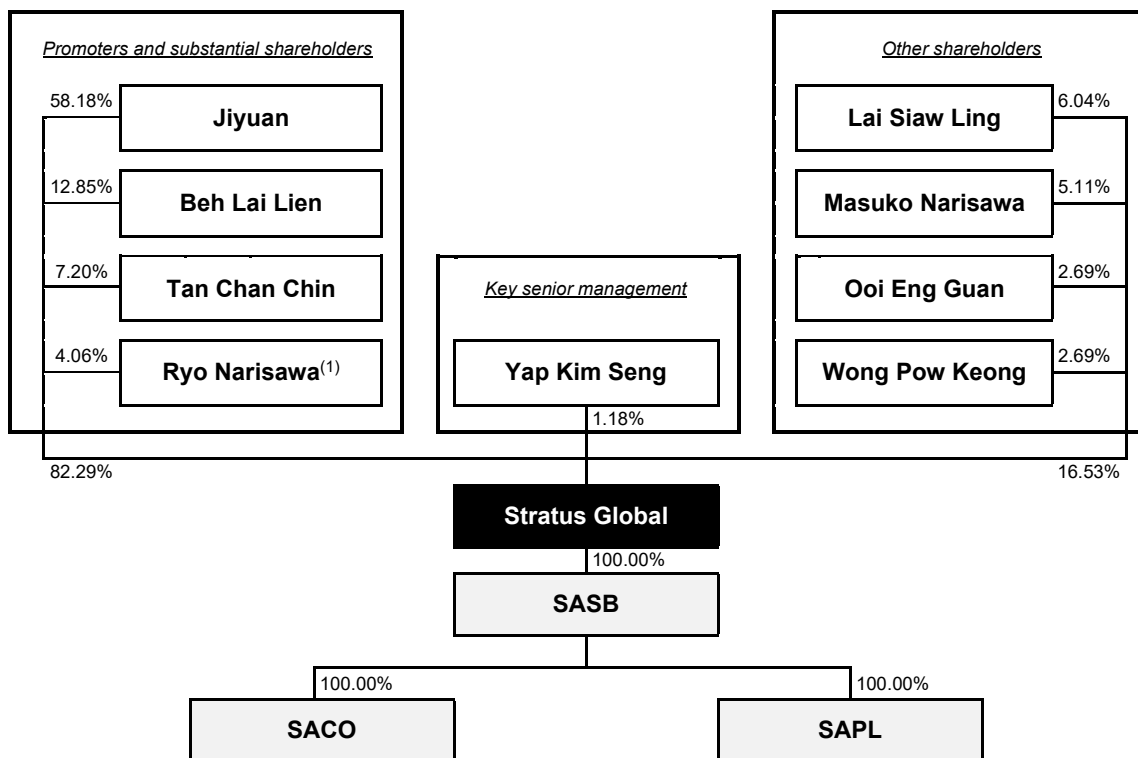 Promoters and substantial shareholders
58.18%
Jiyuan
12.85%
Beh Lai Lien
7.20%
Tan Chan Chin
4.06%
Ryo Narisawa(1)
82.29%
Key senior management
Yap Kim Seng
1.18%
Other shareholders
Lai Siaw Ling
6.04%
Masuko Narisawa
5.11%
Ooi Eng Guan
2.69%
Wong Pow Keong
2.69%
16.53%
Stratus Global
100.00%
SASB
100.00%
SACO
100.00%
SAPL